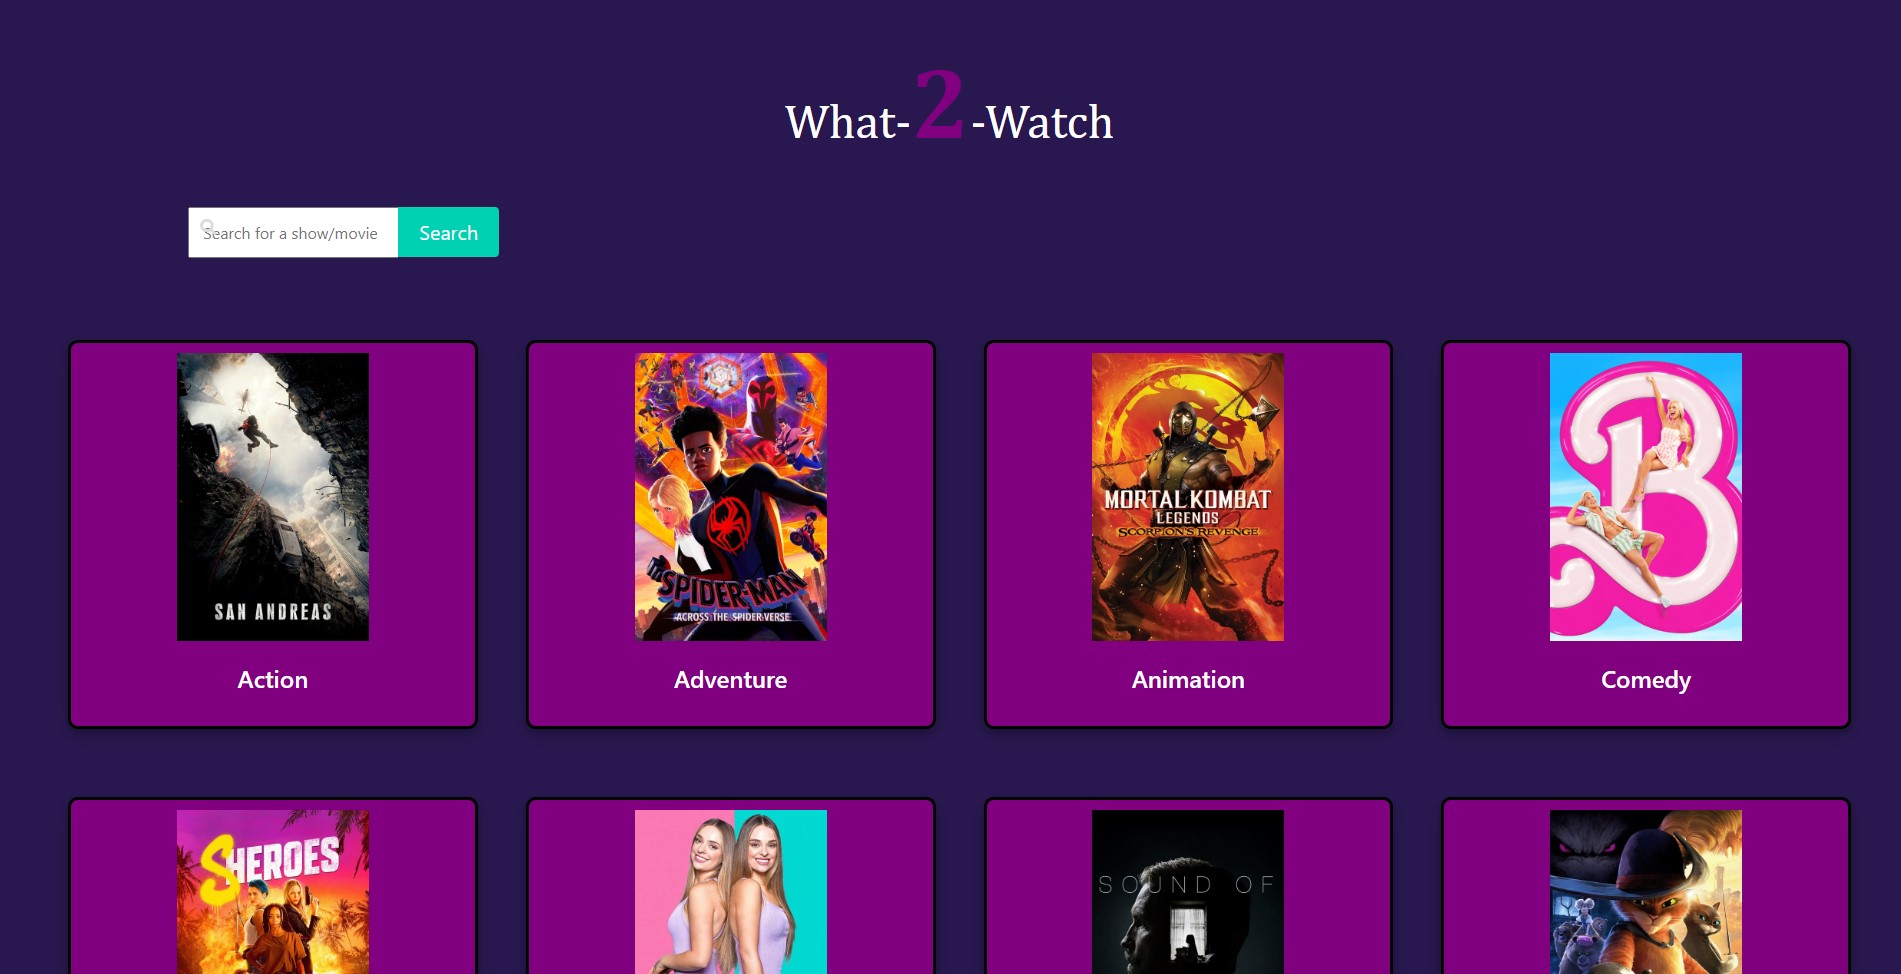 What-2-Watch
Search for a show/movie
Search
SAN ANDREAS
SPIDER-MAN
ACROSS THE SPIDER-VERSE
MORTAL KOMBAT
LEGENDS
SCORPION'S REVENGE
B
Action
Adventure
Animation
Comedy
SHEROES
SOUND OF